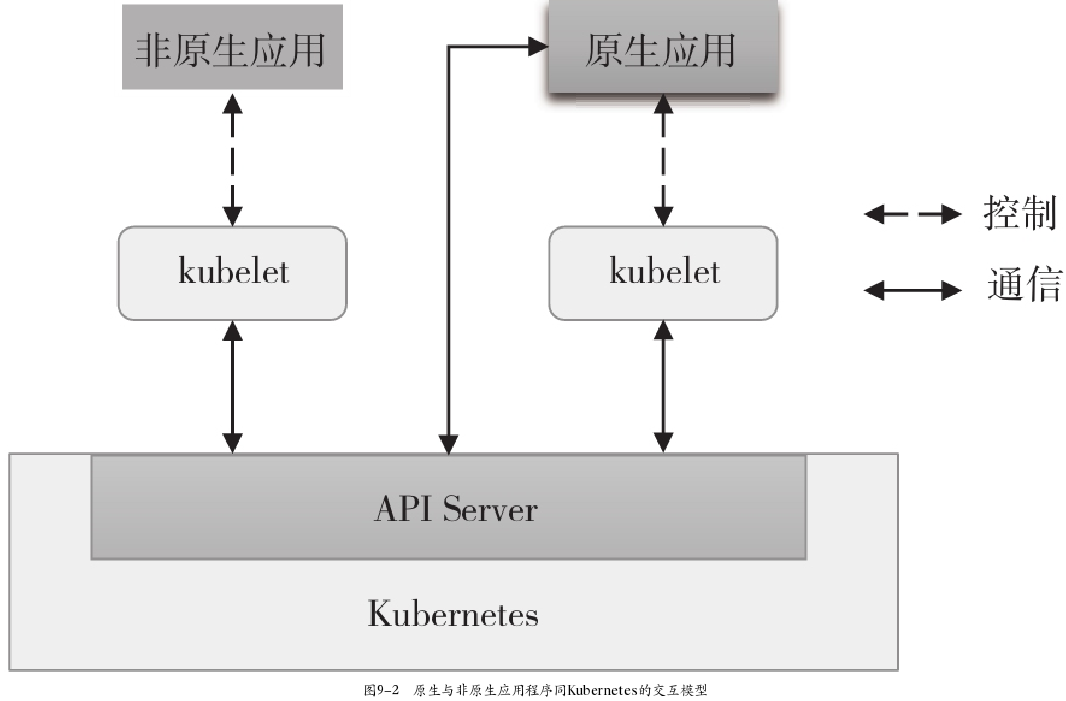 非原生应用
原生应用
控制
kubelet
kubelet
通信
API Server
Kubernetes
图9-2 原生与非原生应用程序同Kubernetes的交互模型